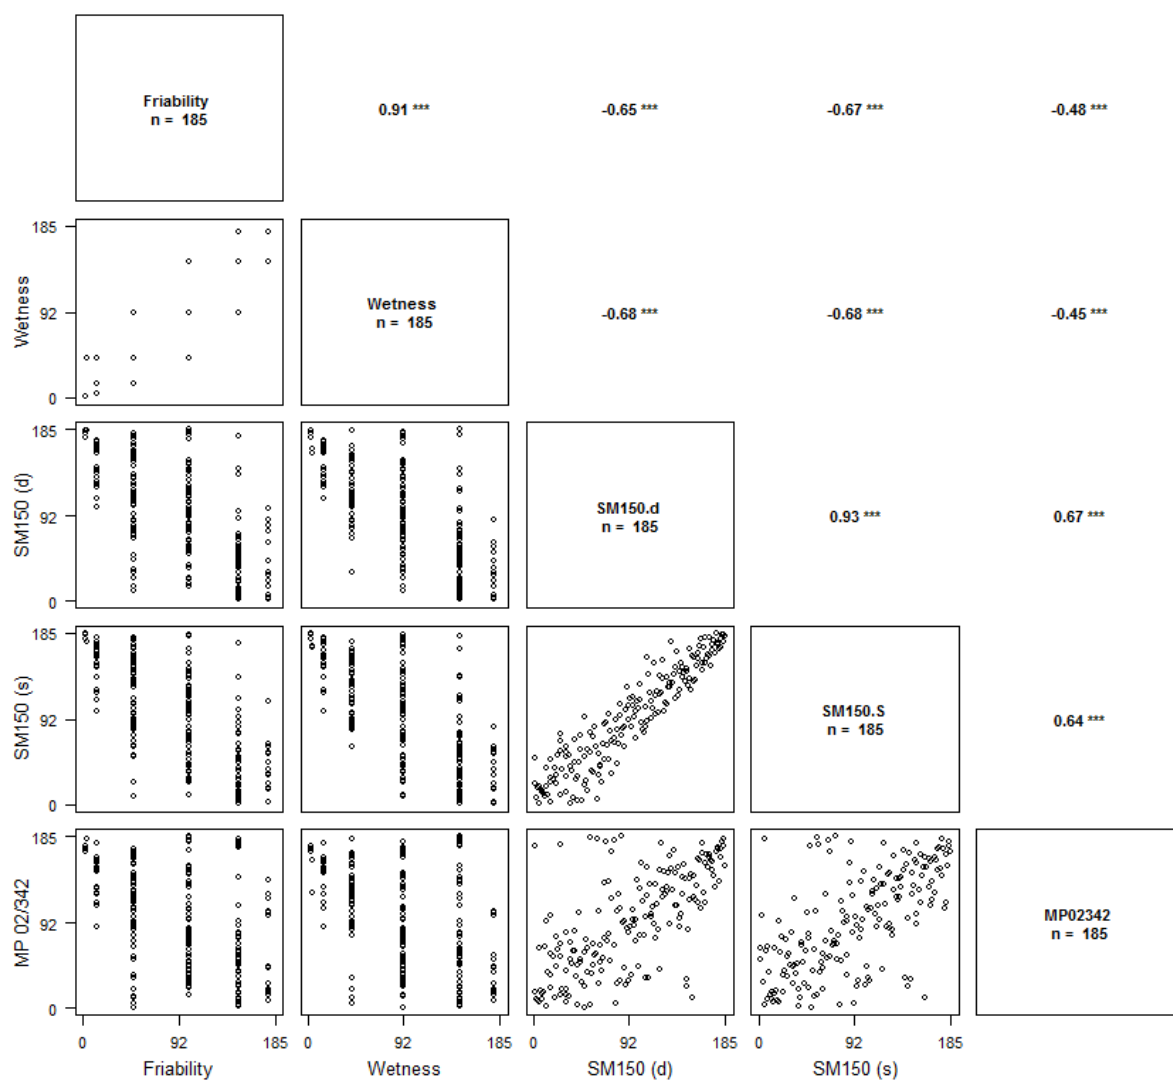 Friability
n = 185
0.91 ***
-0.65 ***
-0.67 ***
-0.48 ***
185
92
0
Wetness
Wetness
n = 185
-0.68 ***
-0.68 ***
-0.45 ***
185
92
0
SM150 (d)
SM150.d
n = 185
0.93 ***
0.67 ***
185
92
0
SM150 (s)
SM150.S
n = 185
0.64 ***
185
92
0
MP 02/342
MP02342
n = 185
0 92 185
0 92 185
0 92 185
0 92 185
Friability
Wetness
SM150 (d)
SM150 (s)